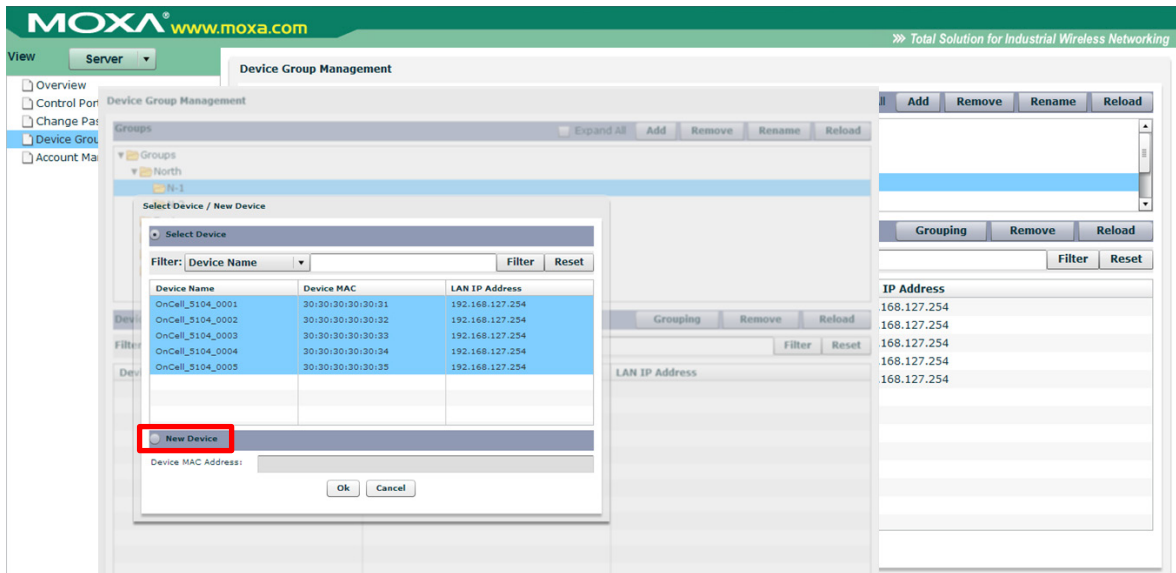 MOXA® www.moxa.com
Total Solution for Industrial Wireless Networking
View Server
Overview
Control Port
Change Pas
Device Grou
Account Ma
Device Group Management
Add Remove Rename Reload
Grouping Remove Reload
Filter Reset
IP Address
.168.127.254
.168.127.254
.168.127.254
.168.127.254
.168.127.254
Device Group Management
Groups Expand All Add Remove Rename Reload
Groups
North
N-1
Devi Grouping Remove Reload
Filter Filter Reset
Devi LAN IP Address
Select Device / New Device
Select Device
Filter: Device Name Filter Reset
Device Name Device MAC LAN IP Address
OnCell_5104_0001 30:30:30:30:30:31 192.168.127.254
OnCell_5104_0002 30:30:30:30:30:32 192.168.127.254
OnCell_5104_0003 30:30:30:30:30:33 192.168.127.254
OnCell_5104_0004 30:30:30:30:30:34 192.168.127.254
OnCell_5104_0005 30:30:30:30:30:35 192.168.127.254
New Device
Device MAC Address:
Ok Cancel